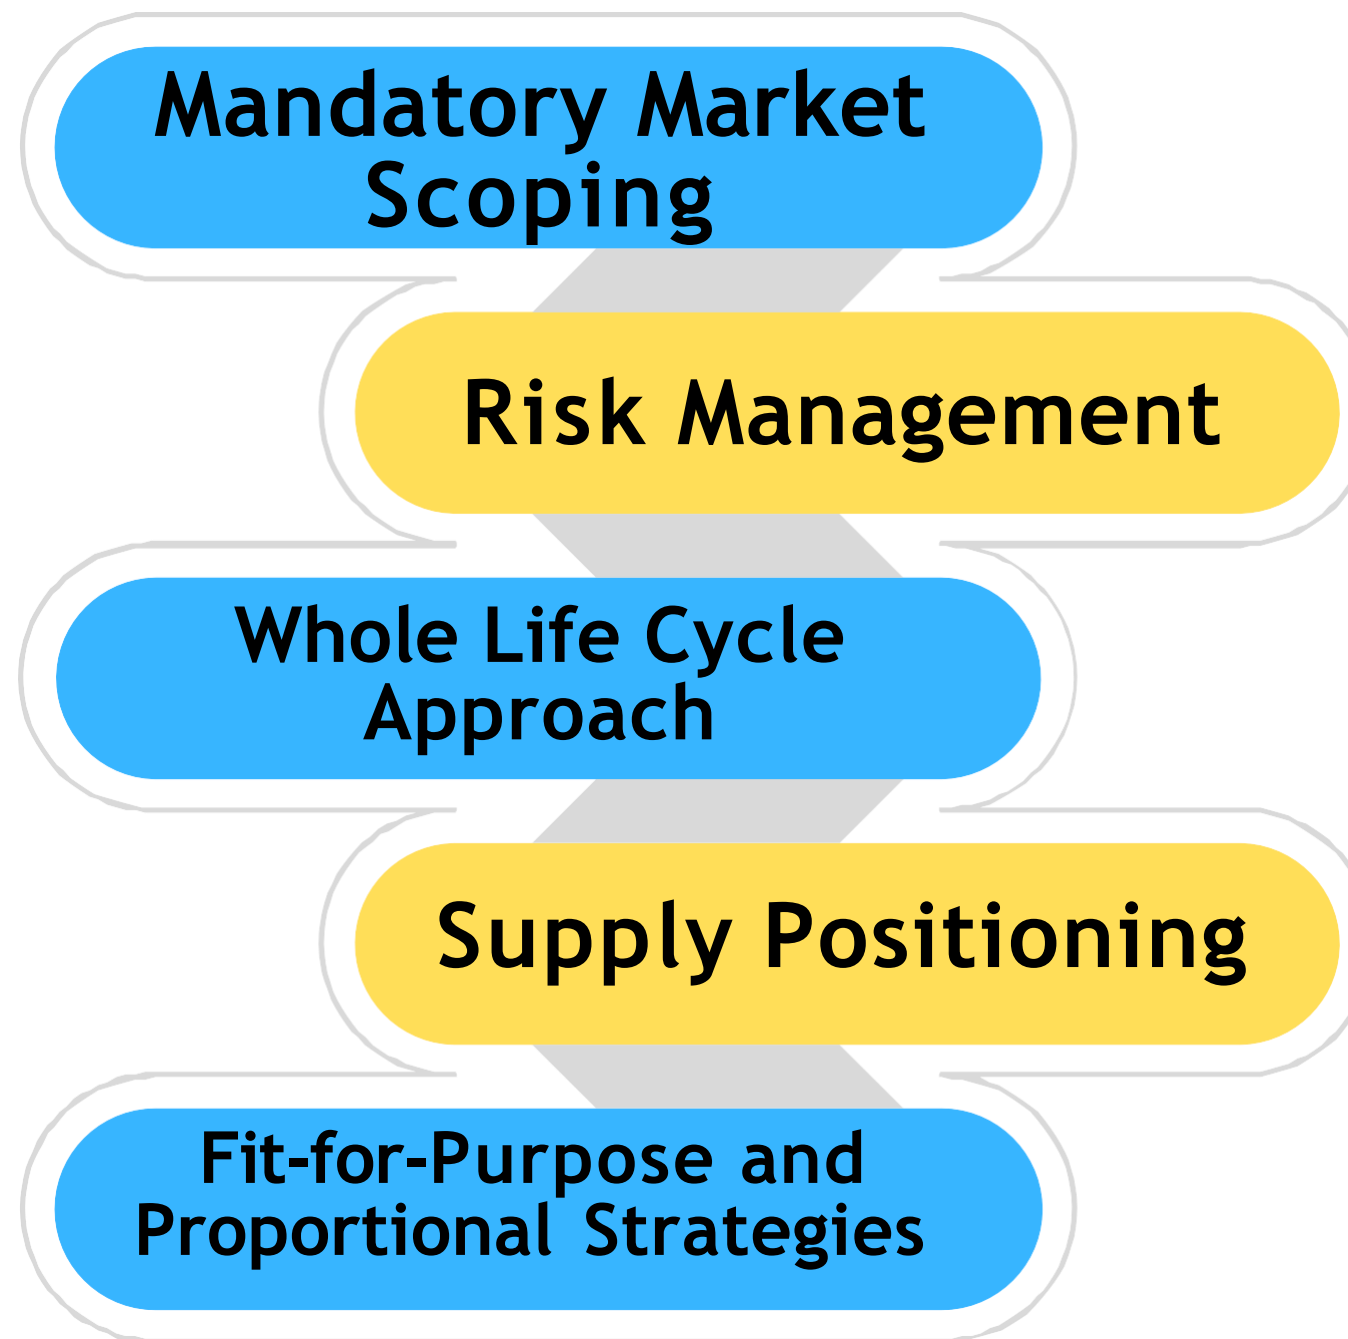 Mandatory Market
Scoping
Risk Management
Whole Life Cycle
Approach
Supply Positioning
Fit-for-Purpose and
Proportional Strategies